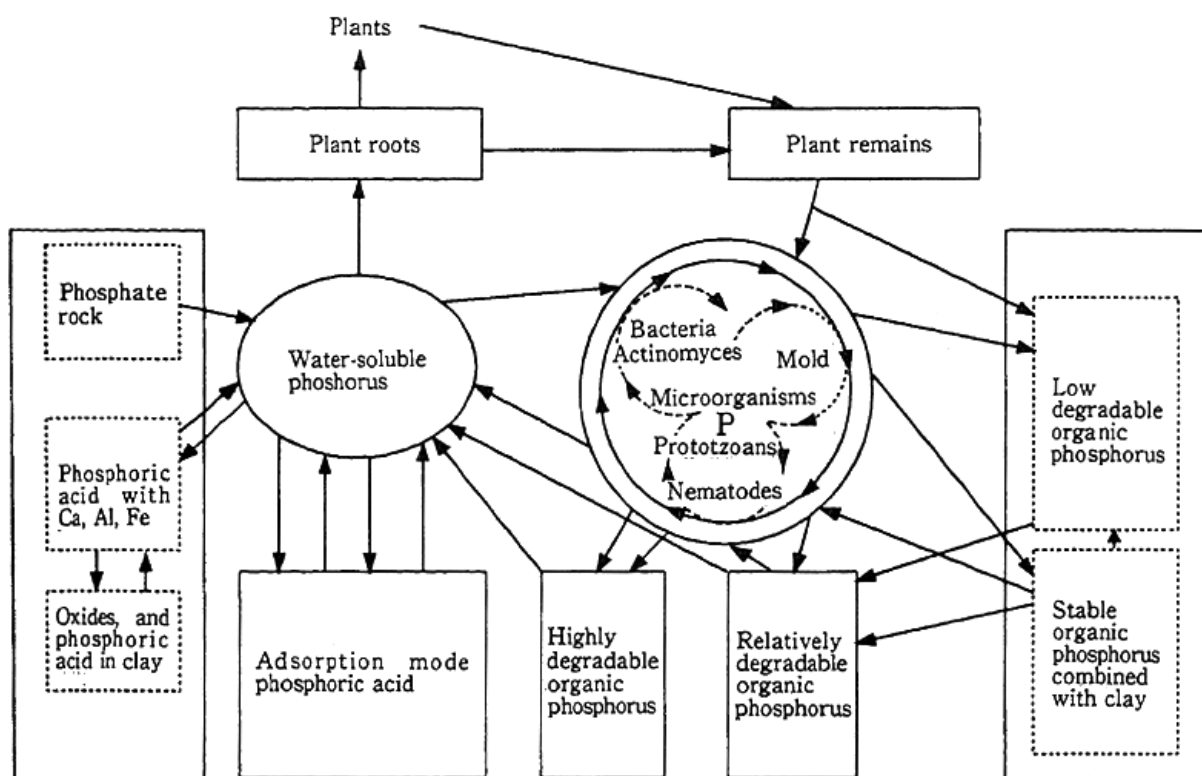 Plants
Plant roots
Plant remains
Phosphate
rock
Water-soluble
phoshorus
Bacteria
Actinomyces
Mold
Microorganisms
P
Prototzoans
Nematodes
Low
degradable
organic
phosphorus
Phosphoric
acid with
Ca, Al, Fe
Oxides, and
phosphoric
acid in clay
Adsorption mode
phosphoric acid
Highly
degradable
organic
phosphorus
Relatively
degradable
organic
phosphorus
Stable
organic
phosphorus
combined
with clay